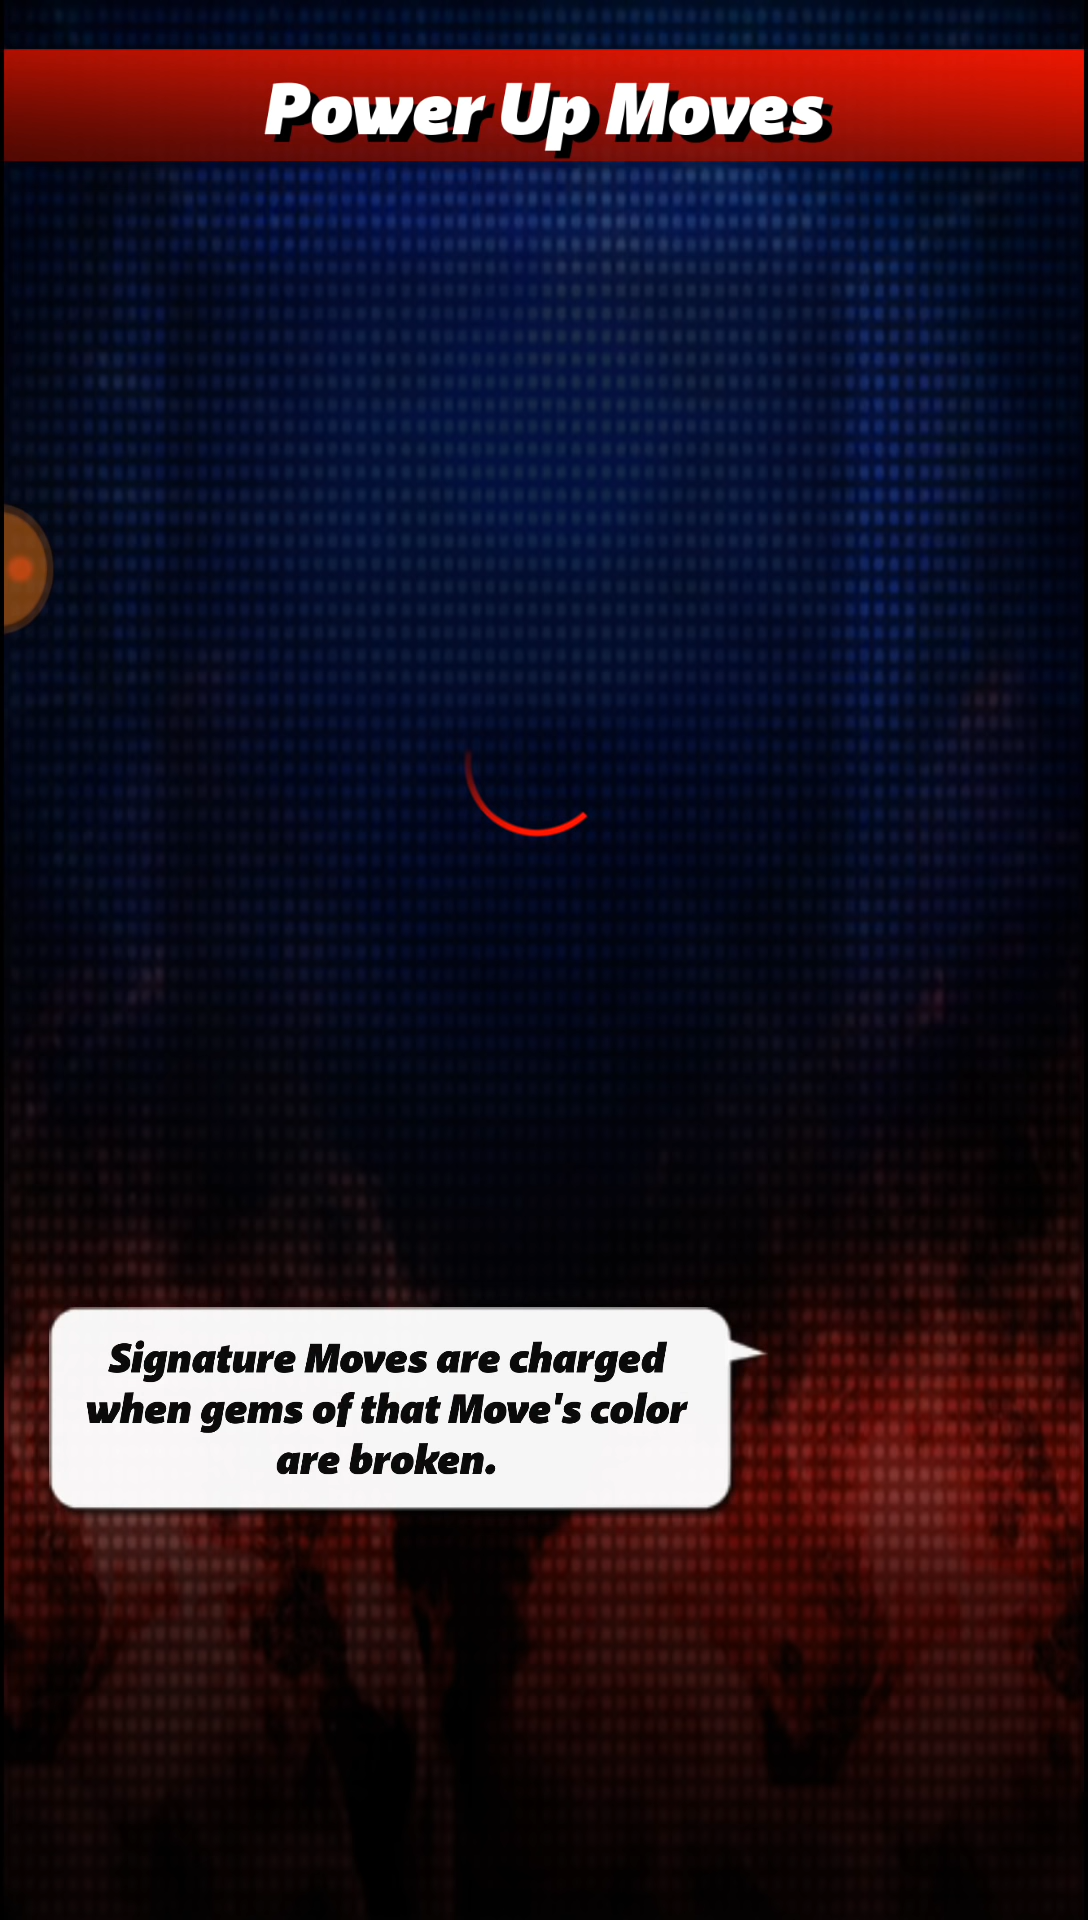 Power Up Moves
Signature Moves are charged
when gems of that Move's color
are broken.